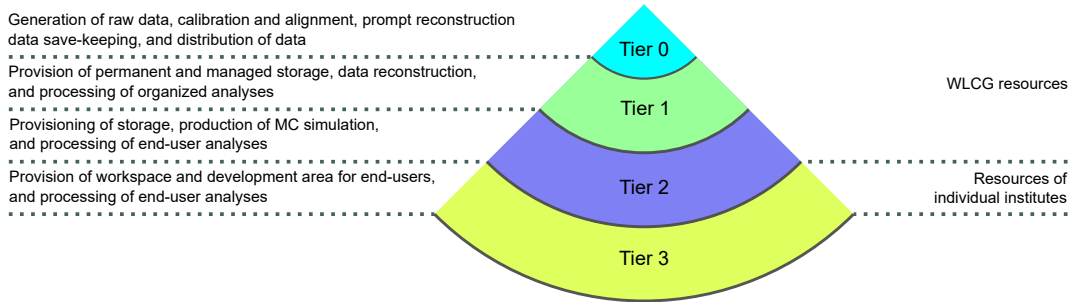 Generation of raw data, calibration and alignment, prompt reconstruction
data save-keeping, and distribution of data
Tier 0
Provision of permanent and managed storage, data reconstruction,
and processing of organized analyses
Tier 1
WLCG resources
Provisioning of storage, production of MC simulation,
and processing of end-user analyses
Tier 2
Provision of workspace and development area for end-users,
and processing of end-user analyses
Resources of
individual institutes
Tier 3